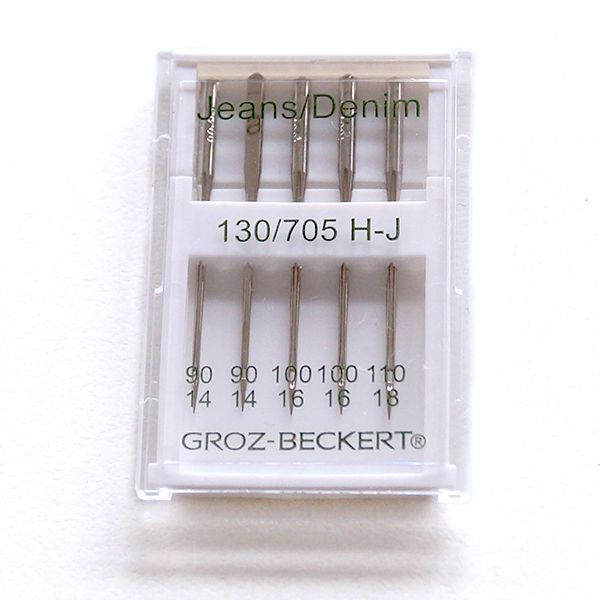 Jeans/Denim
130/705 H-J
90 90 100 100 110
14 14 16 16 18
GROZ-BECKERT®